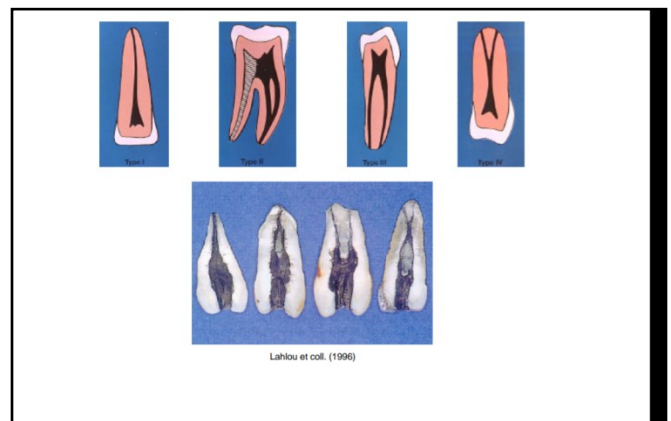 Type I
Type II
Type III
Type IV
Lahlou et coll. (1996)